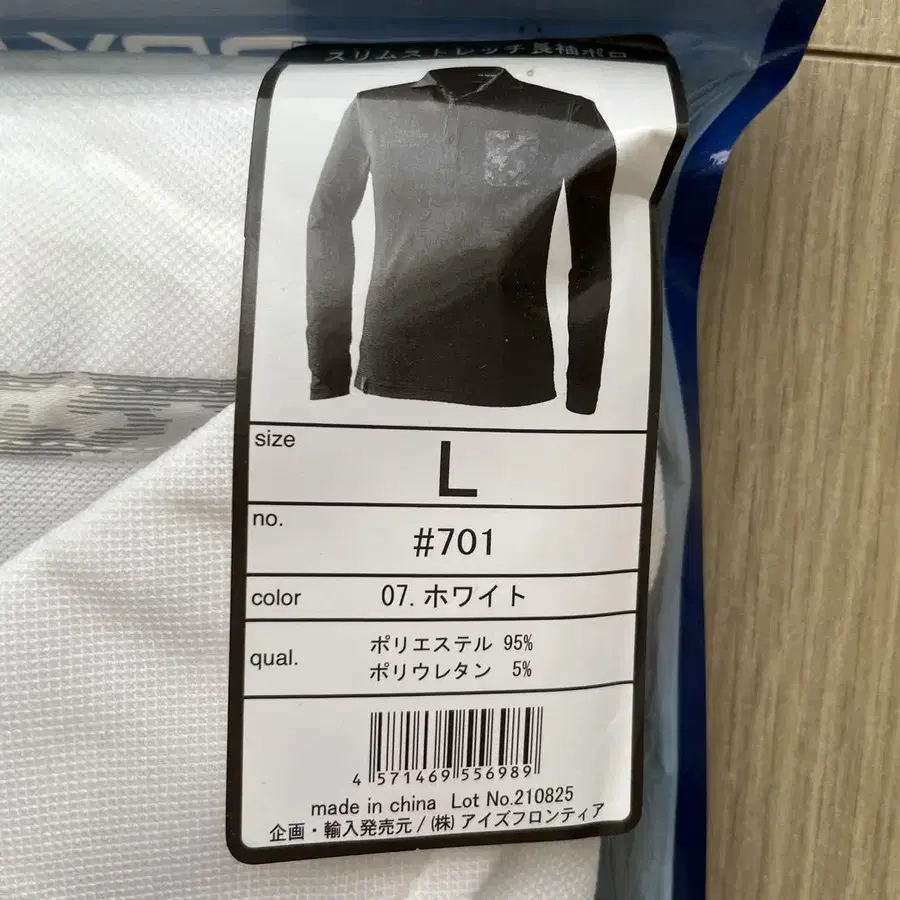 スリムストレッチ長袖ポロ
size
L
no.
#701
color
07.ホワイト
qual.
ポリエステル 95%
ポリウレタン 5%
4 571469 556989
made in china Lot No.210825
企画・輸入発売元/(株)アイズフロンティア